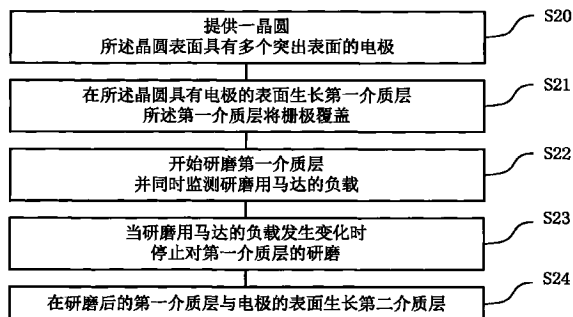 提供一晶圆
所述晶圆表面具有多个突出表面的电极
S20
在所述晶圆具有电极的表面生长第一介质层
所述第一介质层将栅极覆盖
S21
开始研磨第一介质层
并同时监测研磨用马达的负载
S22
当研磨用马达的负载发生变化时
停止对第一介质层的研磨
S23
在研磨后的第一介质层与电极的表面生长第二介质层
S24